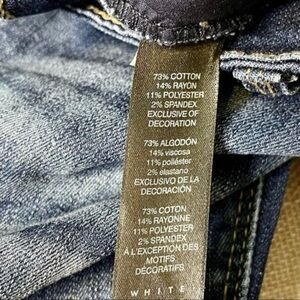 73% COTTON
14% RAYON
11% POLYESTER
2% SPANDEX
EXCLUSIVE OF
DECORATION
73% ALGODÓN
14% viscosa
11% poliéster
2% elastano
EXCLUSIVO DE LA
DECORACIÓN
73% COTON
14% RAYONNE
11% POLYESTER
2% SPANDEX
À L'EXCEPTION DES
MOTIFS
DÉCORATIFS
WHITE